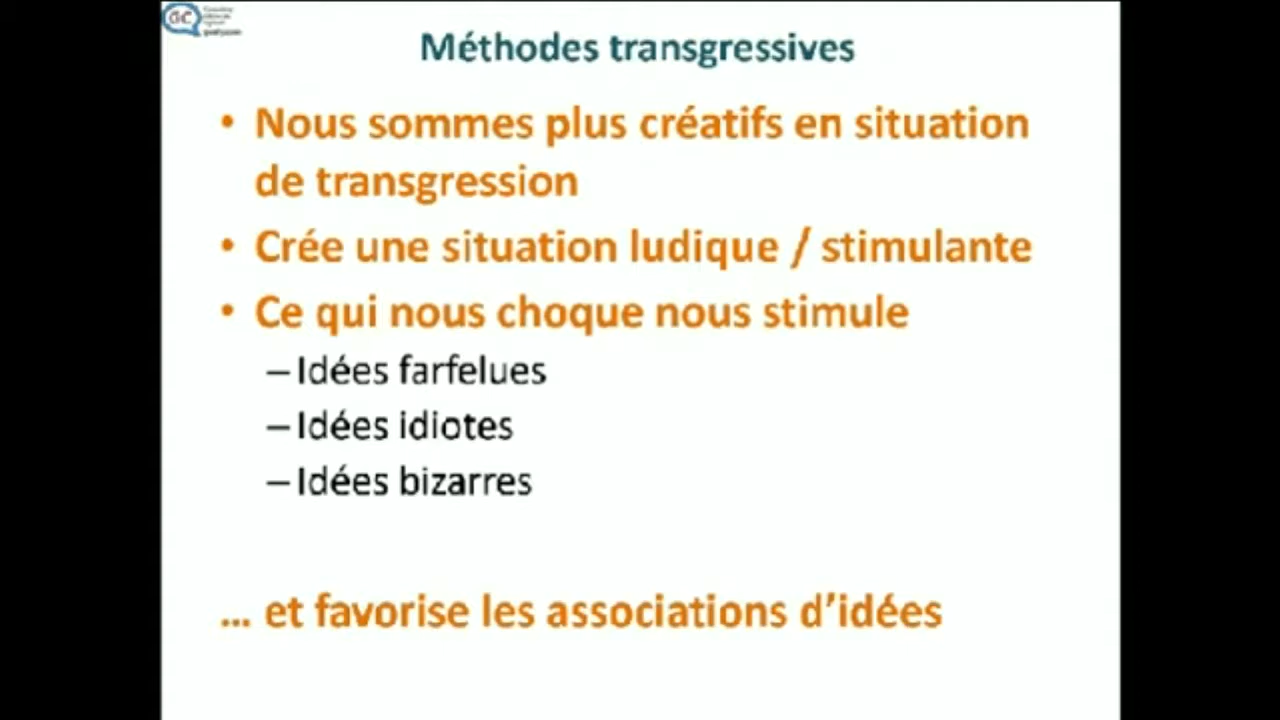 GC
Méthodes transgressives
• Nous sommes plus créatifs en situation
de transgression
• Crée une situation ludique / stimulante
• Ce qui nous choque nous stimule
– Idées farfelues
– Idées idiotes
– Idées bizarres
... et favorise les associations d’idées